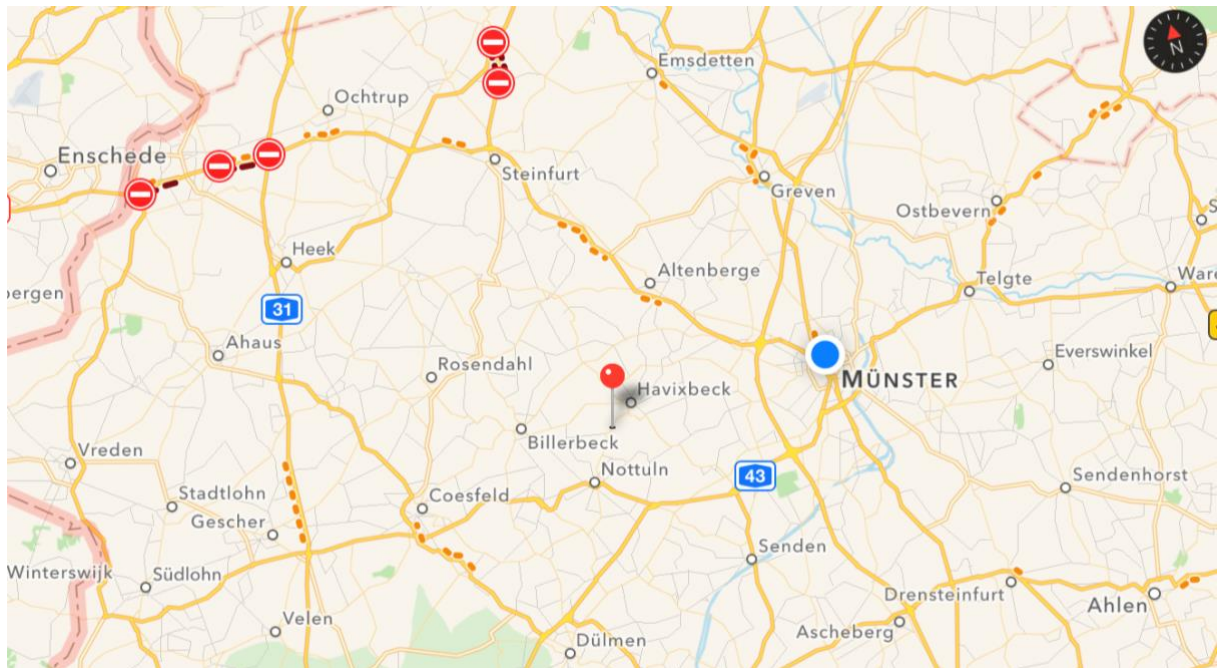 Emsdetten
Ochtrup
Enschede
Steinfurt
Greven
Ostbevern
Heek
Altenberge
Telgte
31
Ahaus
Rosendahl
Everswinkel
MÜNSTER
Havixbeck
Billerbeck
Vreden
Nottuln
43
Sendenhorst
Stadtlohn
Coesfeld
Gescher
Senden
Winterswijk
Südlohn
Drensteinfurt
Ahlen
Velen
Ascheberg
Dülmen
N